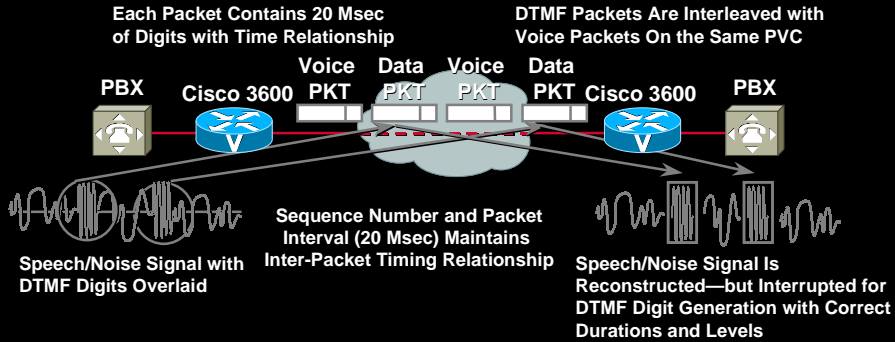 Each Packet Contains 20 Msec
of Digits with Time Relationship
DTMF Packets Are Interleaved with
Voice Packets On the Same PVC
Voice
PKT
Data
PKT
Voice
PKT
Data
PKT
PBX
Cisco 3600
Cisco 3600
PBX
V
V
Sequence Number and Packet
Interval (20 Msec) Maintains
Inter-Packet Timing Relationship
Speech/Noise Signal with
DTMF Digits Overlaid
Speech/Noise Signal Is
Reconstructed—but Interrupted for
DTMF Digit Generation with Correct
Durations and Levels